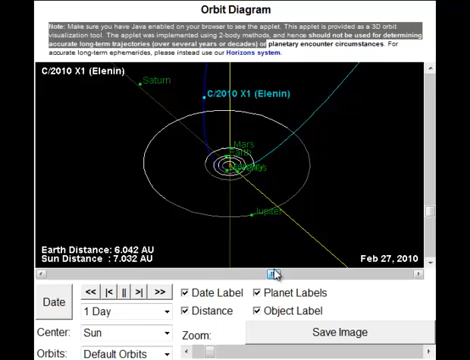 Orbit Diagram
Note: Make sure you have Java enabled on your browser to see the applet. This applet is provided as a 3D orbit
visualization tool. The applet was implemented using 2-body methods, and hence should not be used for determining
accurate long-term trajectories (over several years or decades) or planetary encounter circumstances. For
accurate long-term ephemerides, please instead use our Horizons system.
C/2010 X1 (Elenin)
Saturn
C/2010 X1 (Elenin)
Mars
Earth
Jupiter
Earth Distance: 6.042 AU
Sun Distance : 7.032 AU
Feb 27, 2010
Date
<<
|<
||
>|
>>
Date Label
Planet Labels
1 Day
Distance
Object Label
Center:
Sun
Zoom:
Save Image
Orbits:
Default Orbits